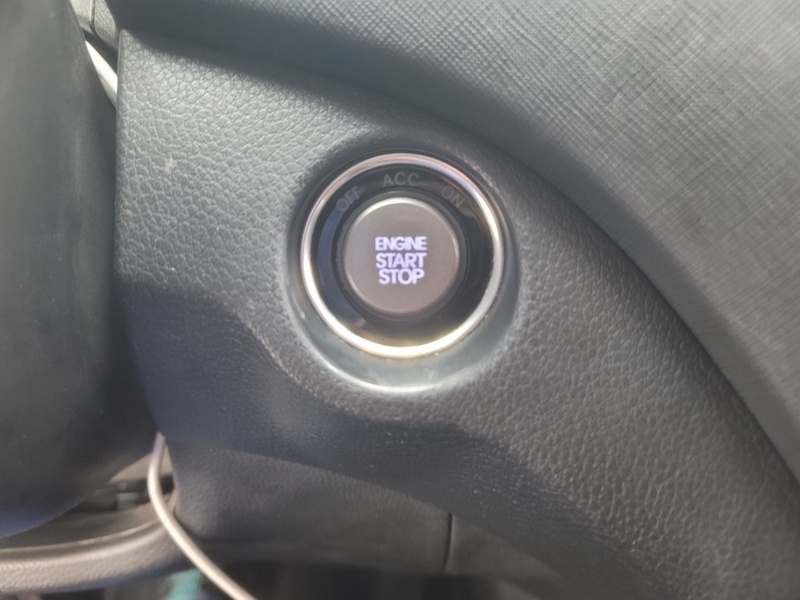 OFF ACC ON
ENGINE
START
STOP